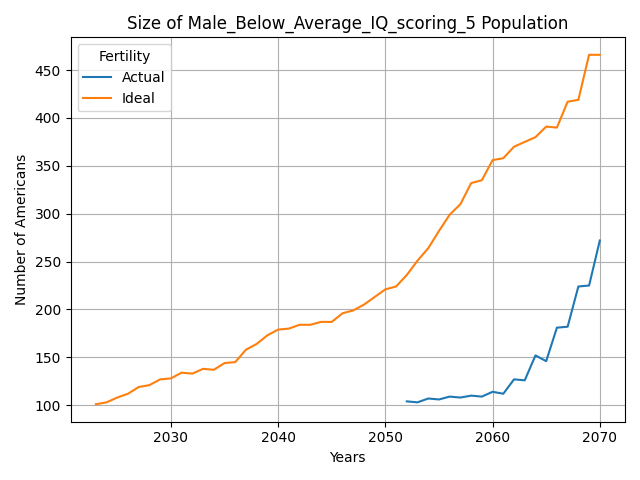 Size of Male_Below_Average_IQ_scoring_5 Population
Fertility
Actual
Ideal
Number of Americans
450
400
350
300
250
200
150
100
2030
2040
2050
2060
2070
Years